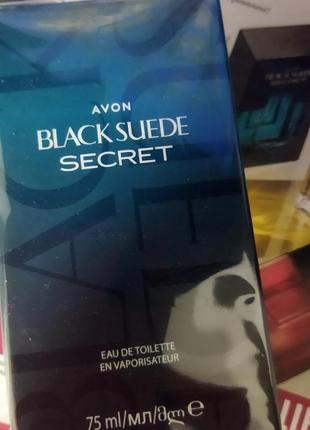 AVON
BLACK SUEDE
SECRET
EAU DE TOILETTE
EN VAPORISATEUR
75 ml/мл/მლ ℮